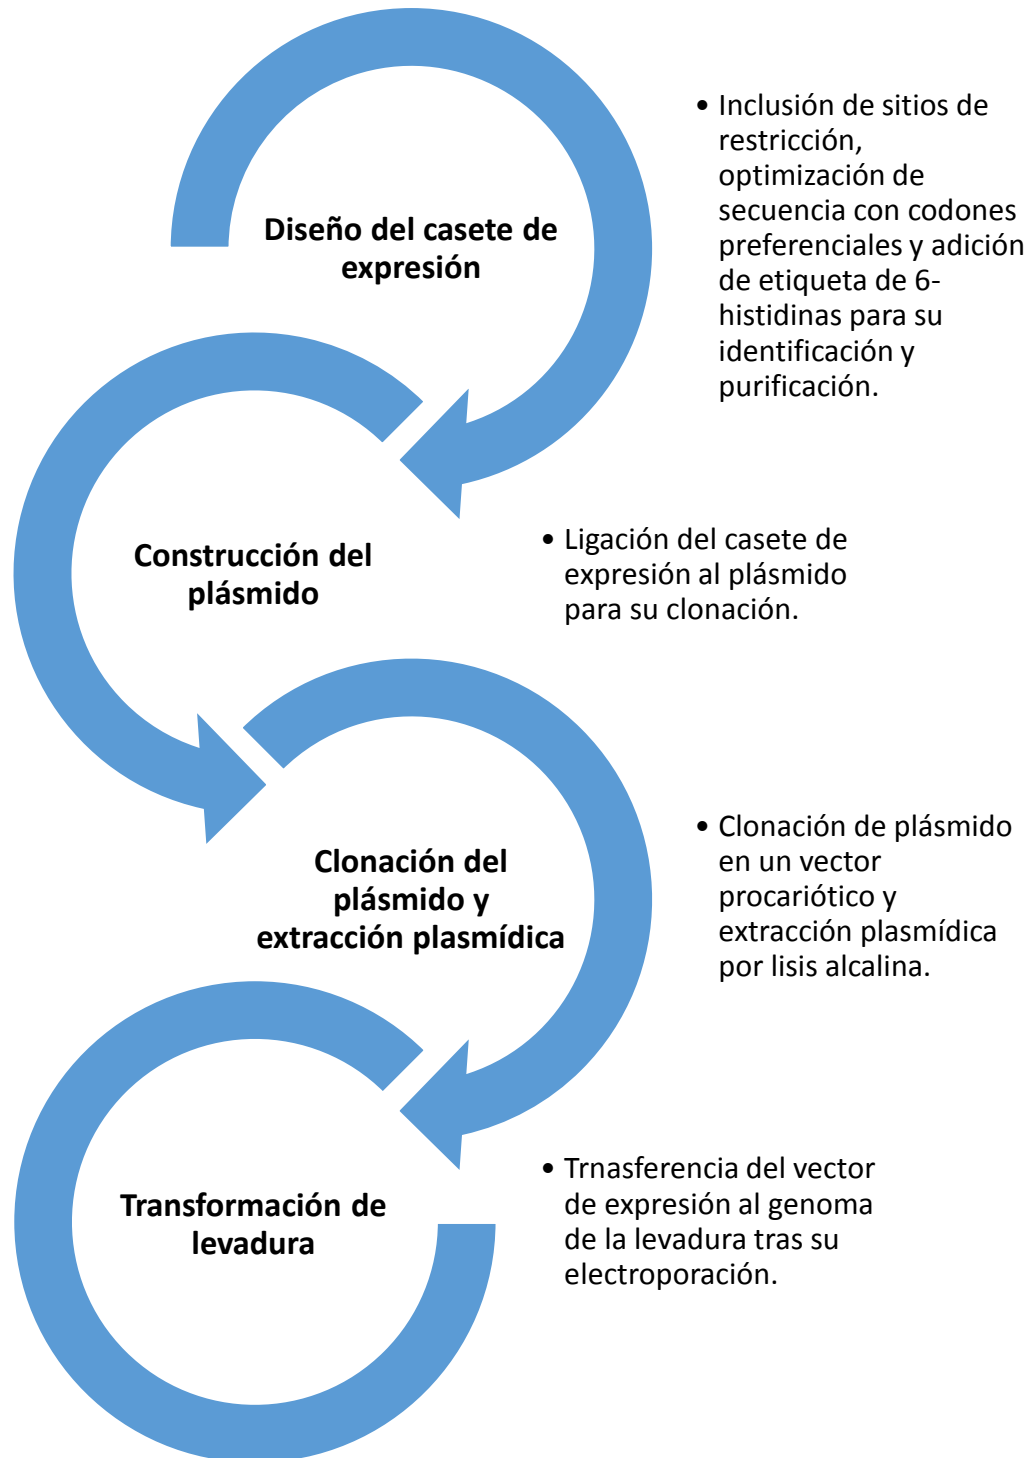 Diseño del casete de
expresión
• Inclusión de sitios de
restricción,
optimización de
secuencia con codones
preferenciales y adición
de etiqueta de 6-
histidinas para su
identificación y
purificación.
Construcción del
plásmido
• Ligación del casete de
expresión al plásmido
para su clonación.
Clonación del
plásmido y
extracción plasmídica
• Clonación de plásmido
en un vector
procariótico y
extracción plasmídica
por lisis alcalina.
Transformación de
levadura
• Trnasferencia del vector
de expresión al genoma
de la levadura tras su
electroporación.